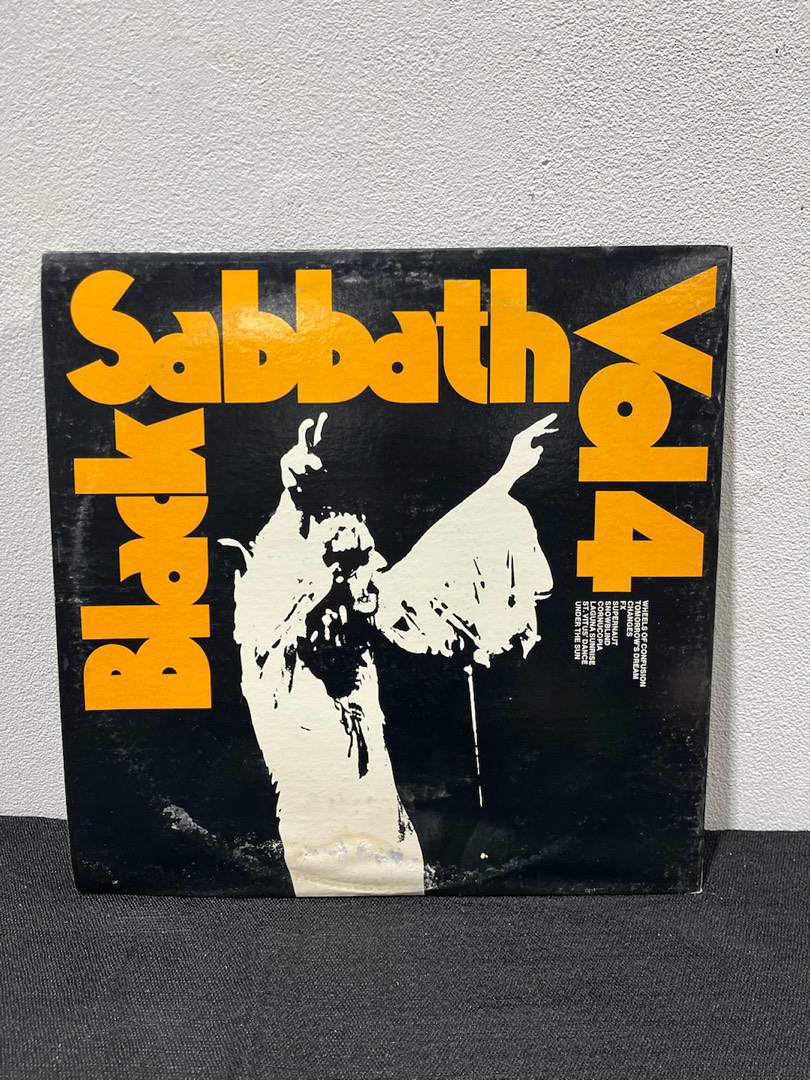 Black
Sabbath
Vol 4
WHEELS OF CONFUSION
TOMORROW'S DREAM
CHANGES
FX
SUPERNAUT
SNOWBLIND
CORNUCOPIA
LAGUNA SUNRISE
ST. VITUS' DANCE
UNDER THE SUN